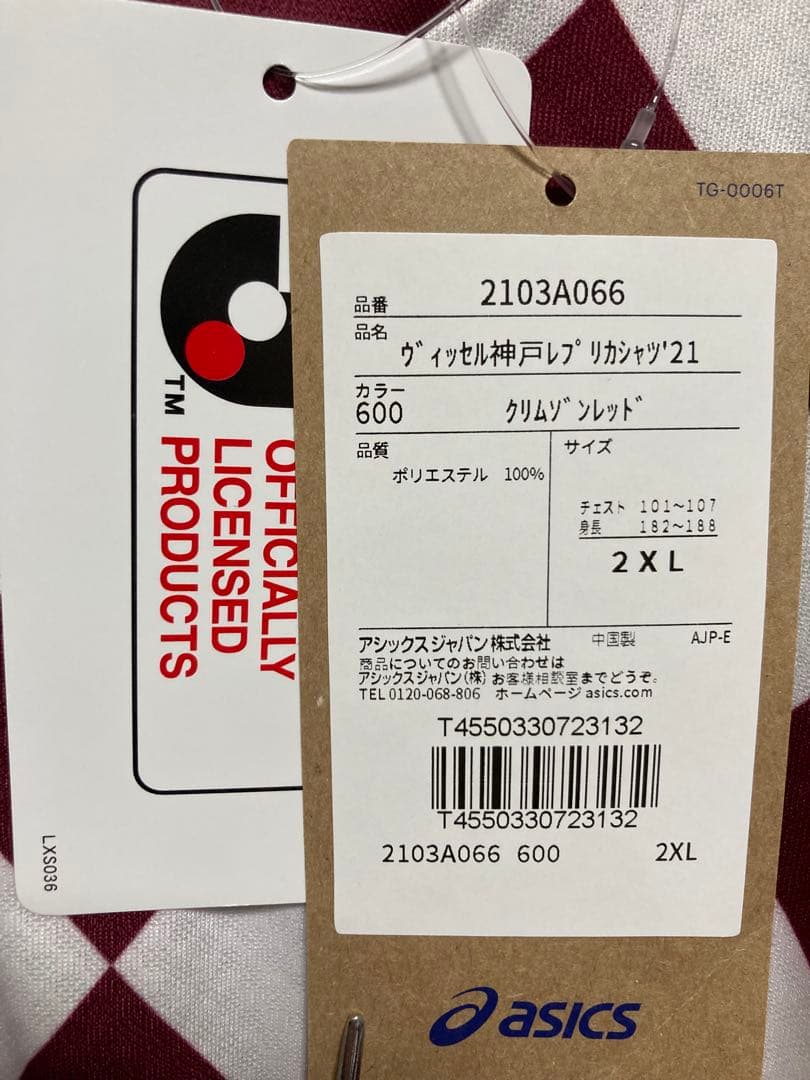 TM
OFFICIALLY
LICENSED
PRODUCTS
LXS036
TG-0006T
品番 2103A066
品名
ヴィッセル神戸レプリカシャツ'21
カラー
600 クリムゾンレッド
品質
ポリエステル 100%
サイズ
チェスト 101~107
身長 182~188
2XL
アシックスジャパン株式会社 中国製 AJP-E
商品についてのお問い合わせは
アシックスジャパン(株)お客様相談室までどうぞ。
TEL 0120-068-806 ホームページ asics.com
T4550330723132
T4550330723132
2103A066 600 2XL
asics